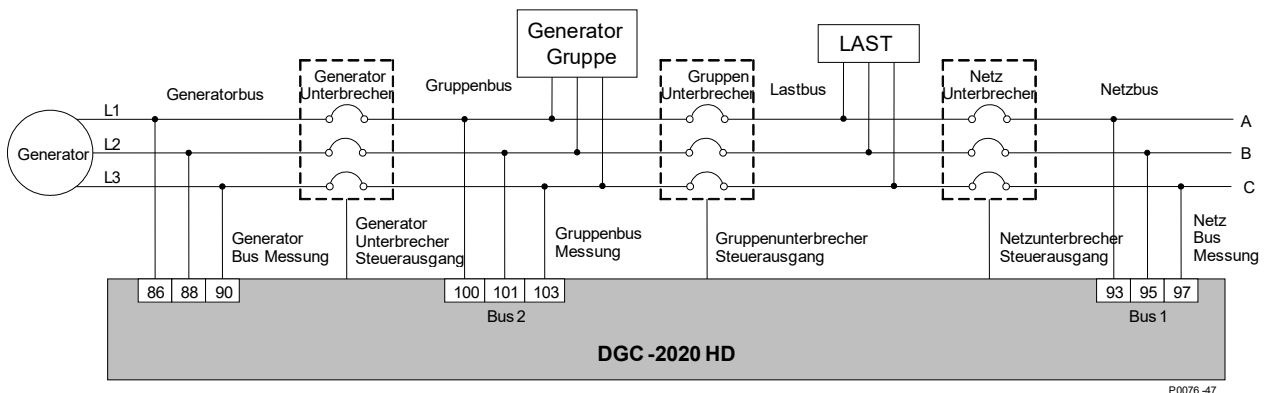 Generator
Gruppe
LAST
Generator
Unterbrecher
Gruppen
Unterbrecher
Netz
Unterbrecher
Generatorbus
Gruppenbus
Lastbus
Netzbus
L1
A
Generator
L2
B
L3
C
Generator
Bus Messung
Generator
Unterbrecher
Steuerausgang
Gruppenbus
Messung
Gruppenunterbrecher
Steuerausgang
Netzunterbrecher
Steuerausgang
Netz
Bus
Messung
86 88 90
100 101 103
93 95 97
Bus 2
Bus 1
DGC -2020 HD
P0076 -47